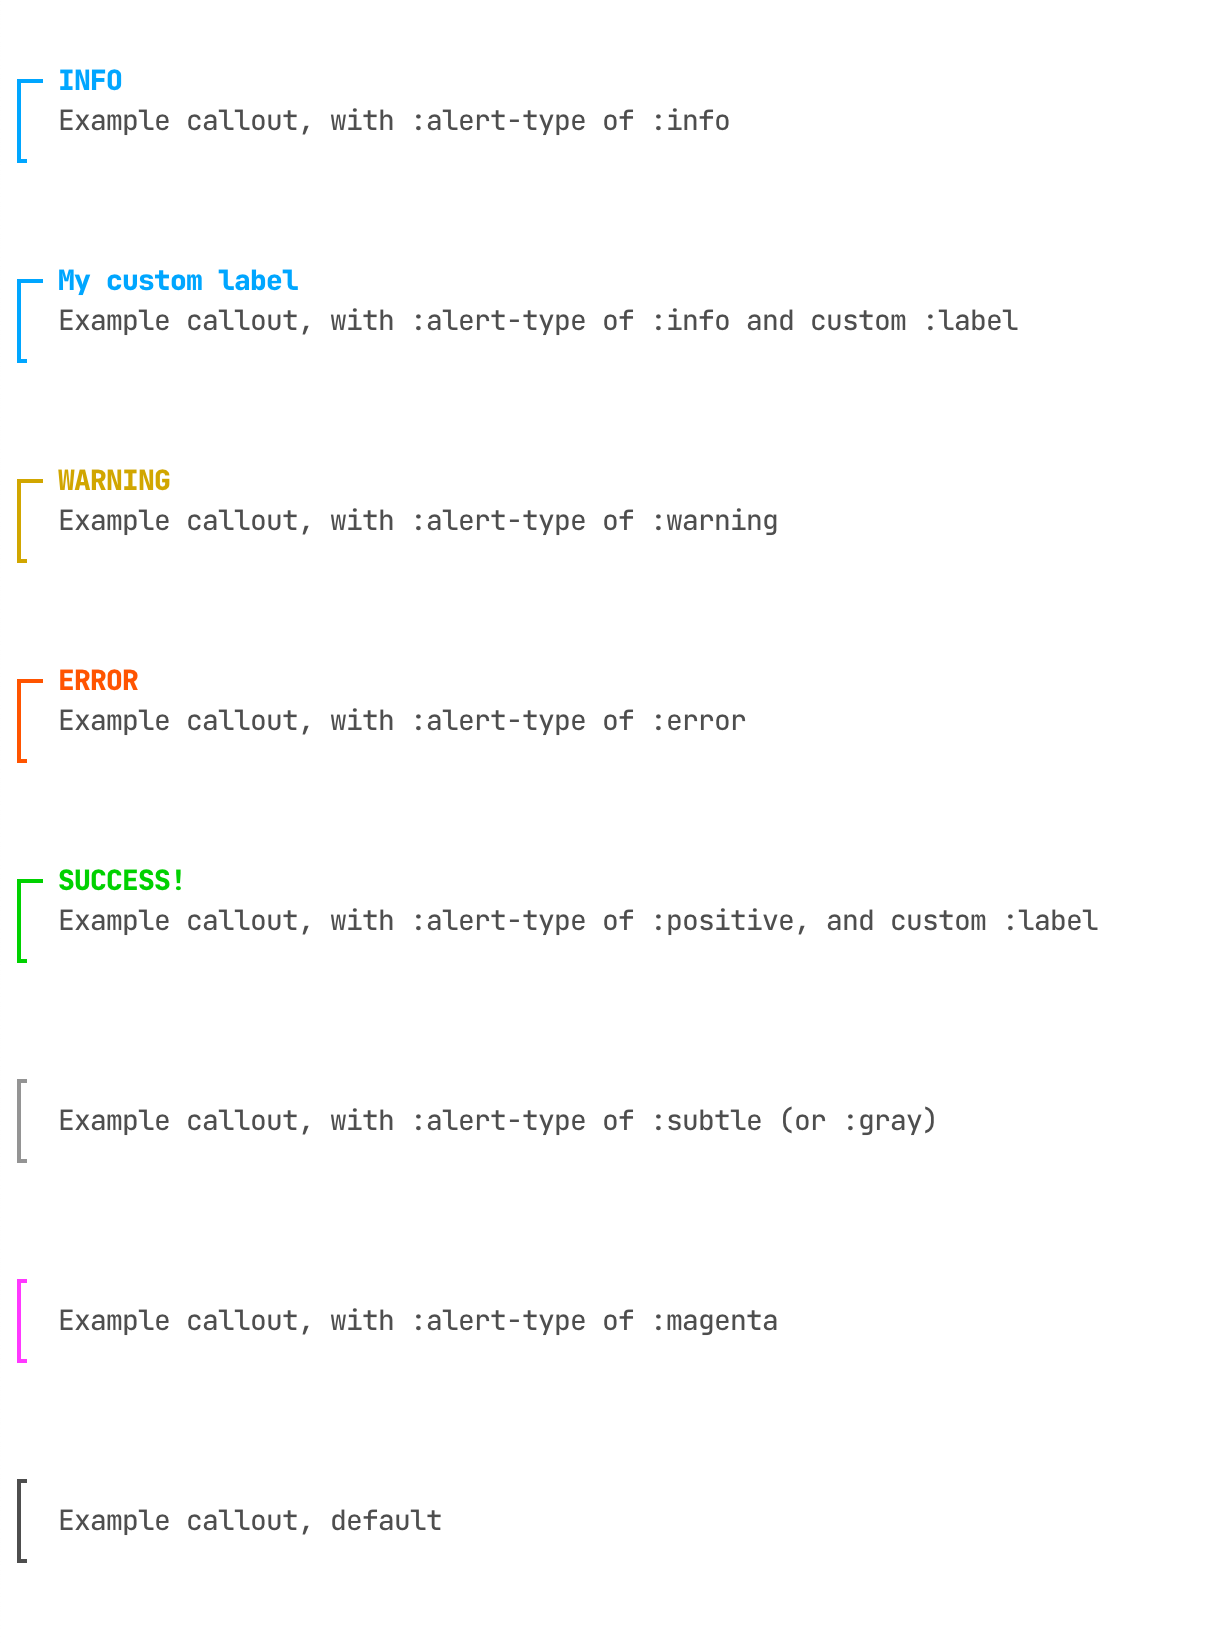 INFO
Example callout, with :alert-type of :info
My custom label
Example callout, with :alert-type of :info and custom :label
WARNING
Example callout, with :alert-type of :warning
ERROR
Example callout, with :alert-type of :error
SUCCESS!
Example callout, with :alert-type of :positive, and custom :label
Example callout, with :alert-type of :subtle (or :gray)
Example callout, with :alert-type of :magenta
Example callout, default